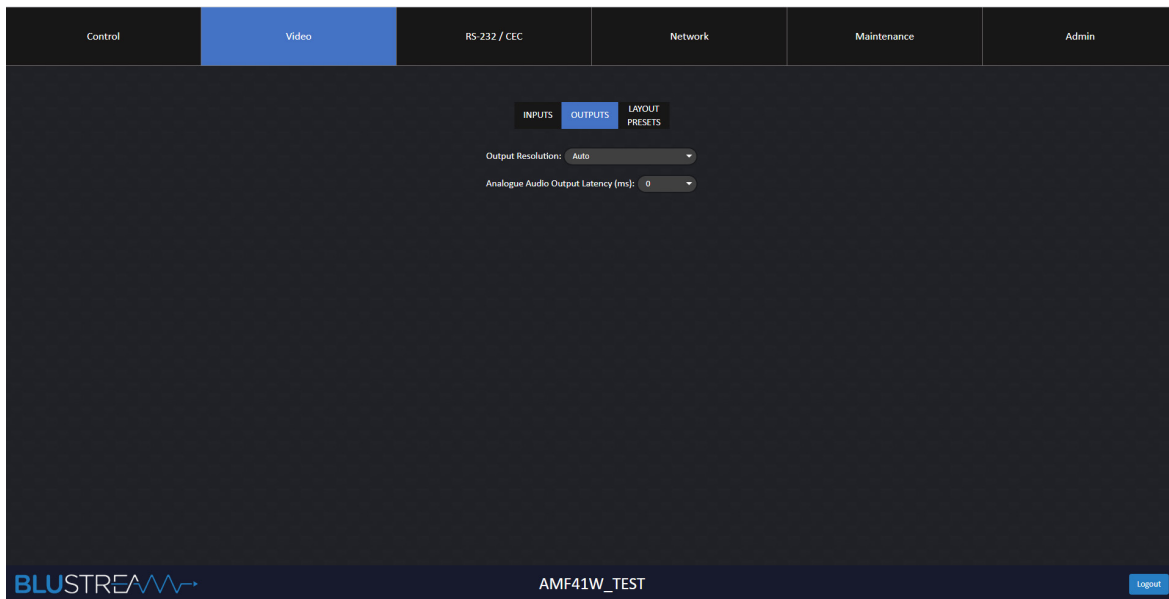 Control Video RS-232 / CEC Network Maintenance Admin
INPUTS OUTPUTS LAYOUT PRESETS
Output Resolution: Auto
Analogue Audio Output Latency (ms): 0
BLUSTREAM AMF41W_TEST Logout